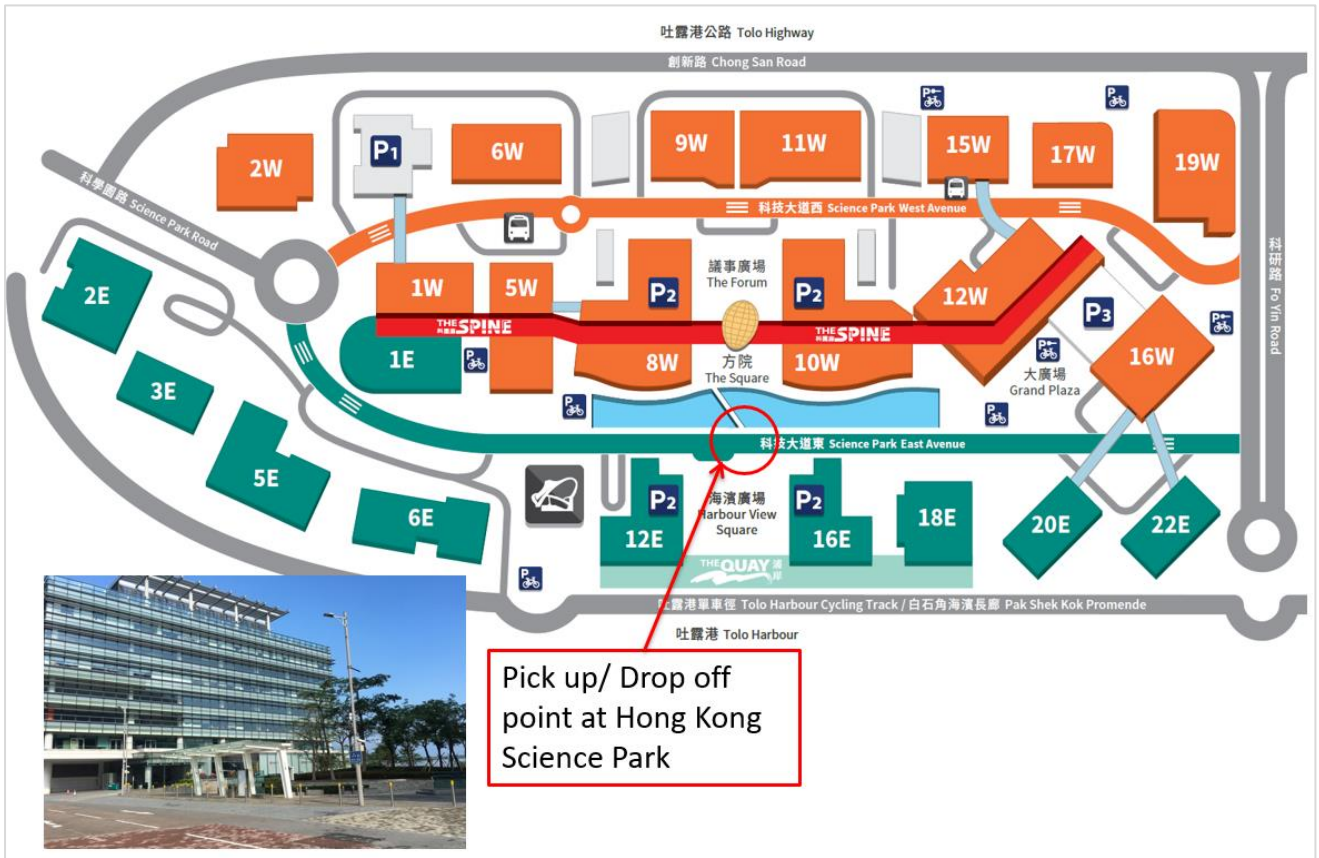 吐露港公路 Tolo Highway
創新路 Chong San Road
P
P
2W
P1
6W
9W
11W
15W
17W
19W
科學園路 Science Park Road
科技大道西 Science Park West Avenue
科研路 Fo Yin Road
2E
1W
5W
P2
議事廣場
The Forum
P2
12W
P3
THE SPINE
THE SPINE
1E
P
8W
方院
The Square
10W
P
大廣場
Grand Plaza
16W
P
3E
P
P
科技大道東 Science Park East Avenue
5E
6E
P2
海濱廣場
Harbour View
Square
P2
12E
16E
18E
20E
22E
THE QUAY 浦岸
P
吐露港單車徑 Tolo Harbour Cycling Track / 白石角海濱長廊 Pak Shek Kok Promende
吐露港 Tolo Harbour
Pick up/ Drop off
point at Hong Kong
Science Park